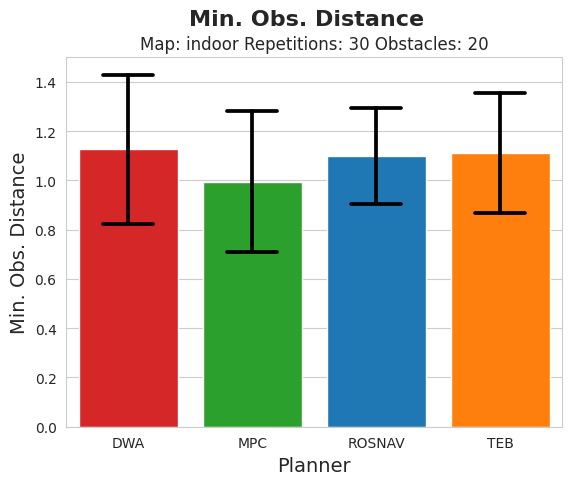 Min. Obs. Distance
Map: indoor Repetitions: 30 Obstacles: 20
Min. Obs. Distance
1.4
1.2
1.0
0.8
0.6
0.4
0.2
0.0
DWA MPC ROSNAV TEB
Planner